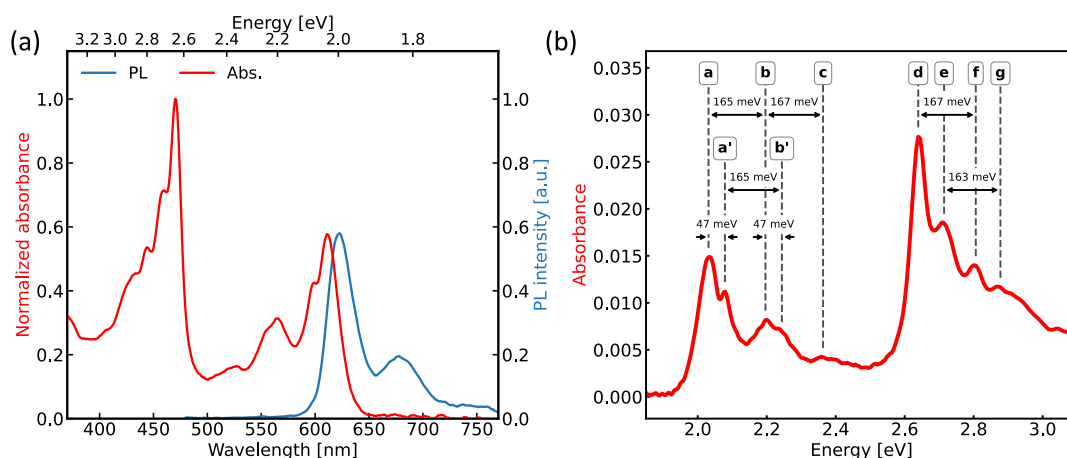 (a)
Energy [eV]
3.2 3.0 2.8 2.6 2.4 2.2 2.0 1.8
PL Abs.
Normalized absorbance
1.0
0.8
0.6
0.4
0.2
0.0
PL intensity [a.u.]
1.0
0.8
0.6
0.4
0.2
0.0
400 450 500 550 600 650 700 750
Wavelength [nm]
(b)
Absorbance
0.035
0.030
0.025
0.020
0.015
0.010
0.005
0.000
a b c d e f g
165 meV 167 meV 167 meV
a' b'
165 meV 163 meV
47 meV 47 meV
2.0 2.2 2.4 2.6 2.8 3.0
Energy [eV]